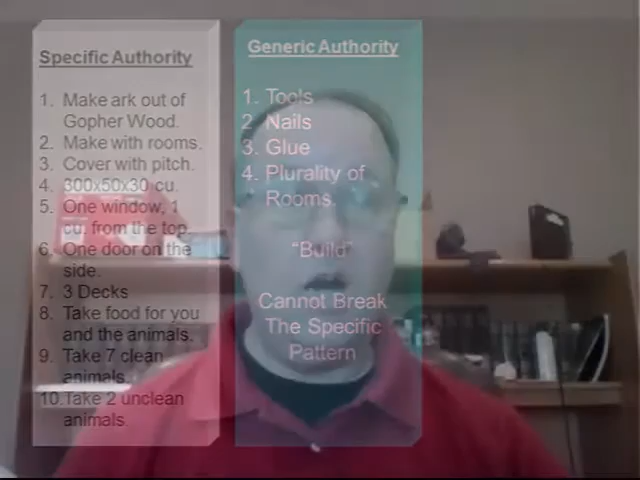 Specific Authority
1. Make ark out of
Gopher Wood.
2. Make with rooms.
3. Cover with pitch.
4. 300x50x30 cu.
5. One window, 1
cu. from the top.
6. One door on the
side.
7. 3 Decks
8. Take food for you
and the animals.
9. Take 7 clean
animals.
10.Take 2 unclean
animals.
Generic Authority
1. Tools
2. Nails
3. Glue
4. Plurality of
Rooms.
“Build”
Cannot Break
The Specific
Pattern